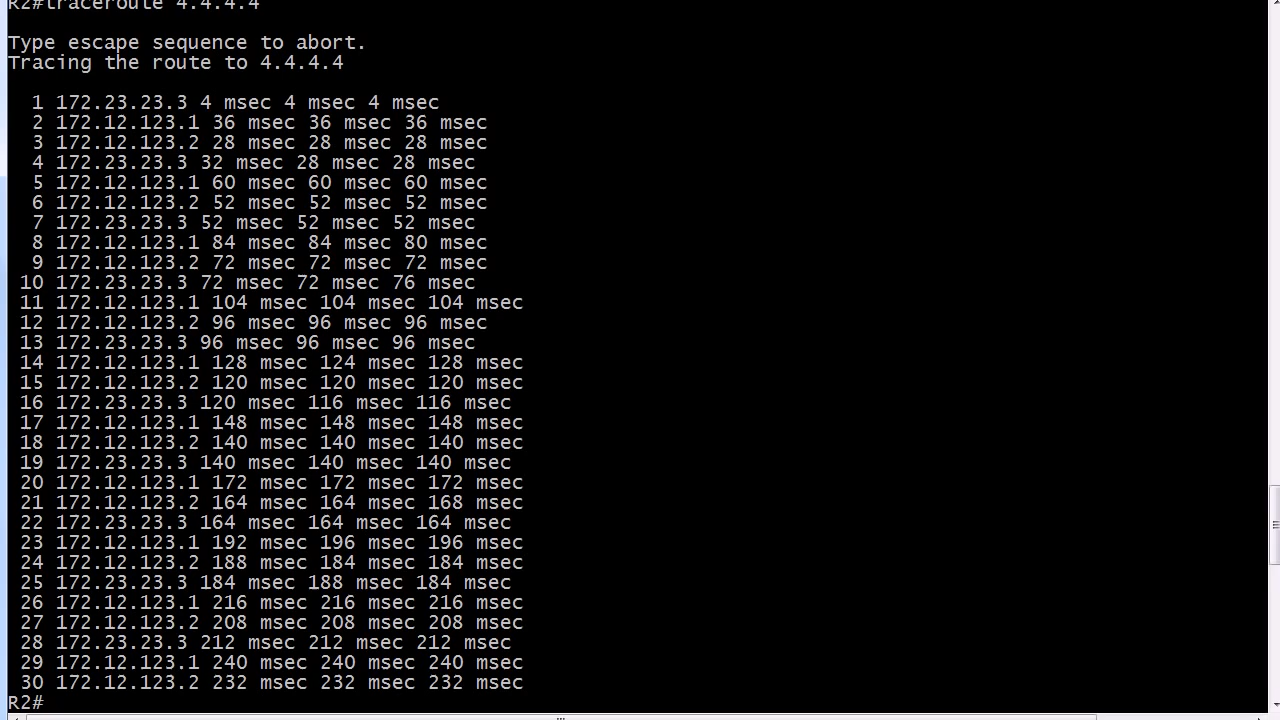 R2#traceroute 4.4.4.4
Type escape sequence to abort.
Tracing the route to 4.4.4.4
1 172.23.23.3 4 msec 4 msec 4 msec
2 172.12.123.1 36 msec 36 msec 36 msec
3 172.12.123.2 28 msec 28 msec 28 msec
4 172.23.23.3 32 msec 28 msec 28 msec
5 172.12.123.1 60 msec 60 msec 60 msec
6 172.12.123.2 52 msec 52 msec 52 msec
7 172.23.23.3 52 msec 52 msec 52 msec
8 172.12.123.1 84 msec 84 msec 80 msec
9 172.12.123.2 72 msec 72 msec 72 msec
10 172.23.23.3 72 msec 72 msec 76 msec
11 172.12.123.1 104 msec 104 msec 104 msec
12 172.12.123.2 96 msec 96 msec 96 msec
13 172.23.23.3 96 msec 96 msec 96 msec
14 172.12.123.1 128 msec 124 msec 128 msec
15 172.12.123.2 120 msec 120 msec 120 msec
16 172.23.23.3 120 msec 116 msec 116 msec
17 172.12.123.1 148 msec 148 msec 148 msec
18 172.12.123.2 140 msec 140 msec 140 msec
19 172.23.23.3 140 msec 140 msec 140 msec
20 172.12.123.1 172 msec 172 msec 172 msec
21 172.12.123.2 164 msec 164 msec 168 msec
22 172.23.23.3 164 msec 164 msec 164 msec
23 172.12.123.1 192 msec 196 msec 196 msec
24 172.12.123.2 188 msec 184 msec 184 msec
25 172.23.23.3 184 msec 188 msec 184 msec
26 172.12.123.1 216 msec 216 msec 216 msec
27 172.12.123.2 208 msec 208 msec 208 msec
28 172.23.23.3 212 msec 212 msec 212 msec
29 172.12.123.1 240 msec 240 msec 240 msec
30 172.12.123.2 232 msec 232 msec 232 msec
R2#